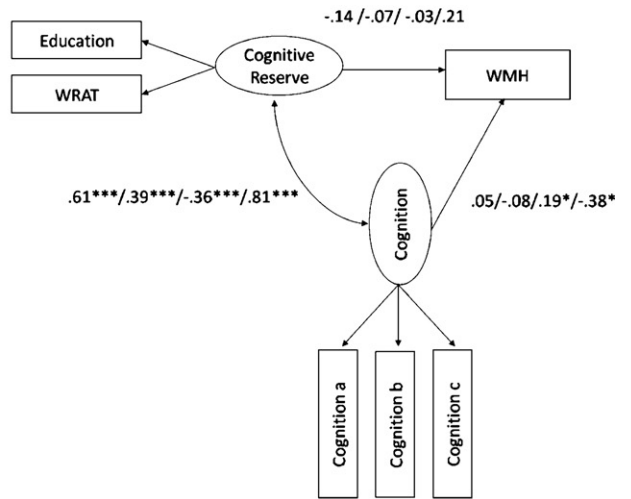 -.14 /-.07/ -.03/.21
Education
Cognitive
Reserve
WMH
WRAT
.61***/.39***/-.36***/.81***
.05/-.08/.19*/-.38*
Cognition
Cognition a
Cognition b
Cognition c